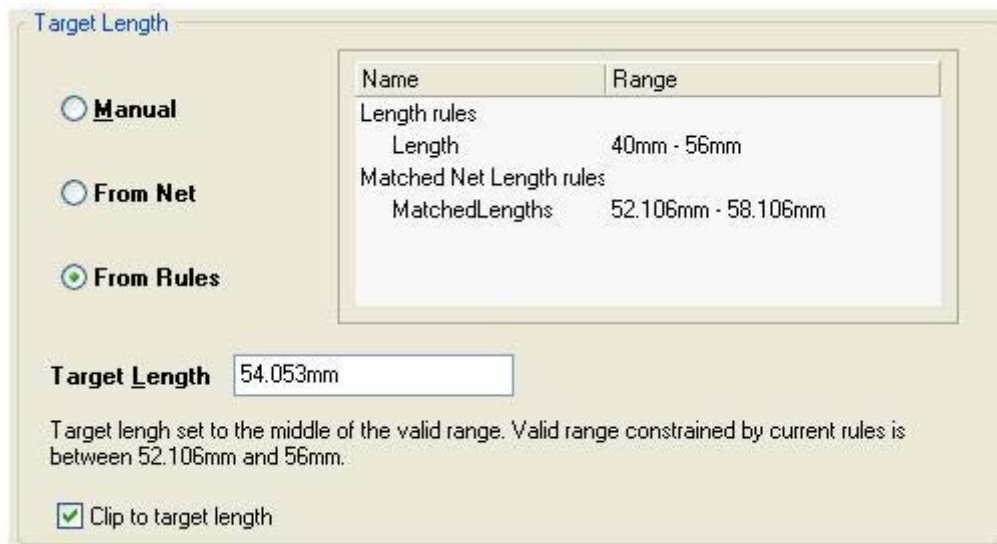 Target Length
Manual
From Net
From Rules
Name Range
Length rules
Length 40mm - 56mm
Matched Net Length rules
MatchedLengths 52.106mm - 58.106mm
Target Length 54.053mm
Target lengh set to the middle of the valid range. Valid range constrained by current rules is
between 52.106mm and 56mm.
Clip to target length